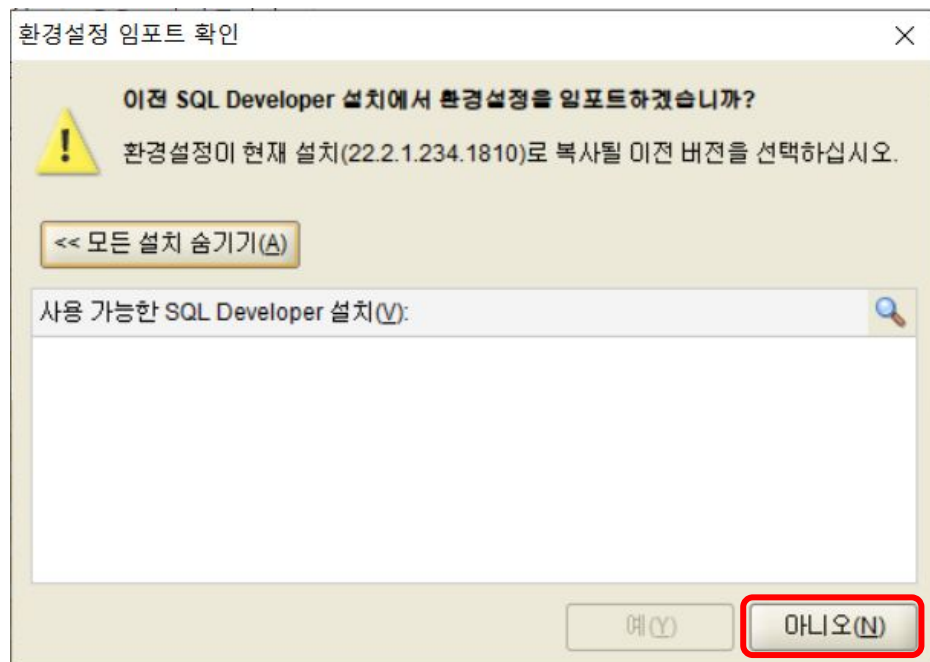 환경설정 임포트 확인
이전 SQL Developer 설치에서 환경설정을 임포트하겠습니까?
환경설정이 현재 설치(22.2.1.234.1810)로 복사될 이전 버전을 선택하십시오.
<< 모든 설치 숨기기(A)
사용 가능한 SQL Developer 설치(V):
예(Y)
아니오(N)